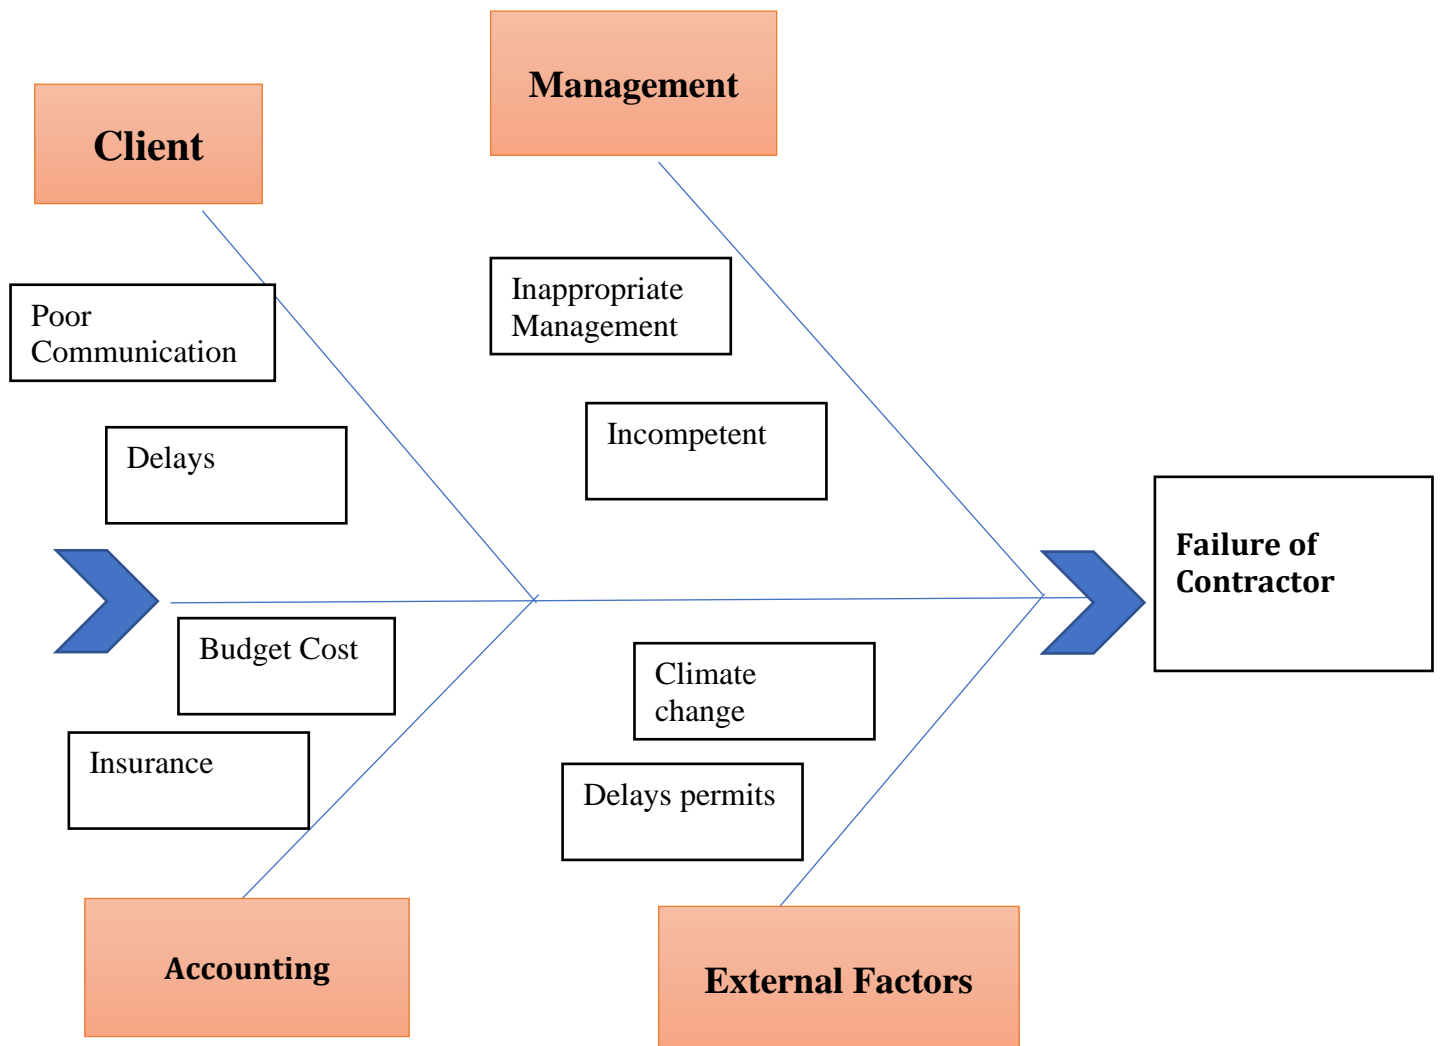 Management
Client
Inappropriate
Management
Poor
Communication
Incompetent
Delays
Failure of
Contractor
Budget Cost
Climate
change
Insurance
Delays permits
Accounting
External Factors